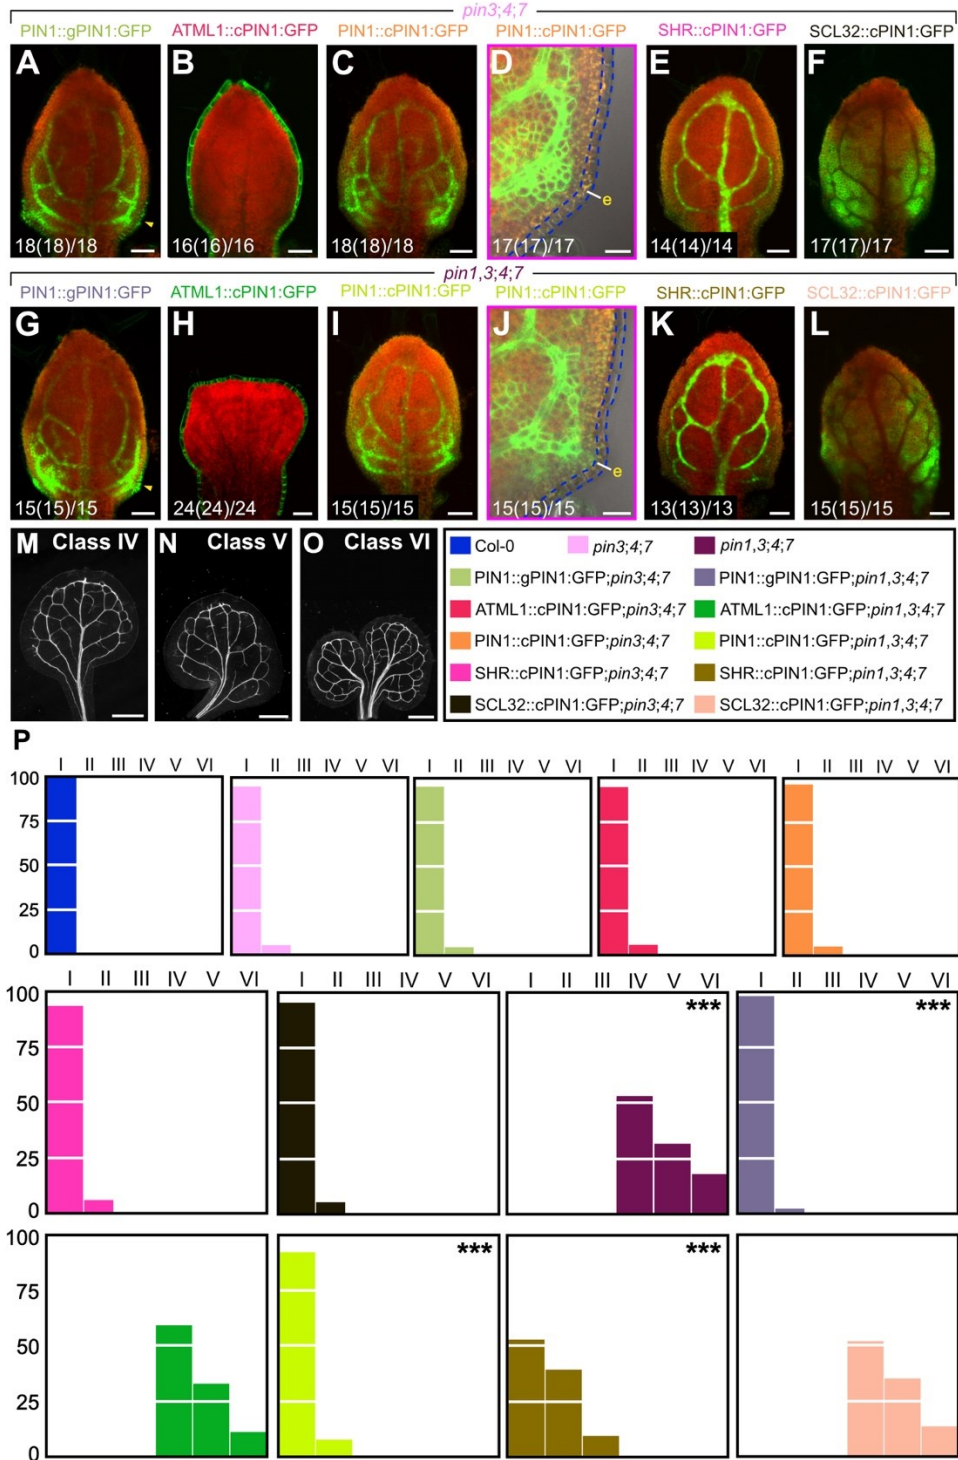 pin3;4;7
PIN1::gPIN1:GFP ATML1::cPIN1:GFP PIN1::cPIN1:GFP PIN1::cPIN1:GFP SHR::cPIN1:GFP SCL32::cPIN1:GFP
A B C D E F
e
18(18)/18 16(16)/16 18(18)/18 17(17)/17 14(14)/14 17(17)/17
pin1,3;4;7
PIN1::gPIN1:GFP ATML1::cPIN1:GFP PIN1::cPIN1:GFP PIN1::cPIN1:GFP SHR::cPIN1:GFP SCL32::cPIN1:GFP
G H I J K L
e
15(15)/15 24(24)/24 15(15)/15 15(15)/15 13(13)/13 15(15)/15
M Class IV N Class V O Class VI
Col-0 pin3;4;7 pin1,3;4;7
PIN1::gPIN1:GFP;pin3;4;7 PIN1::gPIN1:GFP;pin1,3;4;7
ATML1::cPIN1:GFP;pin3;4;7 ATML1::cPIN1:GFP;pin1,3;4;7
PIN1::cPIN1:GFP;pin3;4;7 PIN1::cPIN1:GFP;pin1,3;4;7
SHR::cPIN1:GFP;pin3;4;7 SHR::cPIN1:GFP;pin1,3;4;7
SCL32::cPIN1:GFP;pin3;4;7 SCL32::cPIN1:GFP;pin1,3;4;7
P
I II III IV V VI I II III IV V VI I II III IV V VI I II III IV V VI I II III IV V VI
100
75
50
25
0
I II III IV V VI I II III IV V VI I II III IV V VI I II III IV V VI
100
*** ***
75
50
25
0
100
*** ***
75
50
25
0